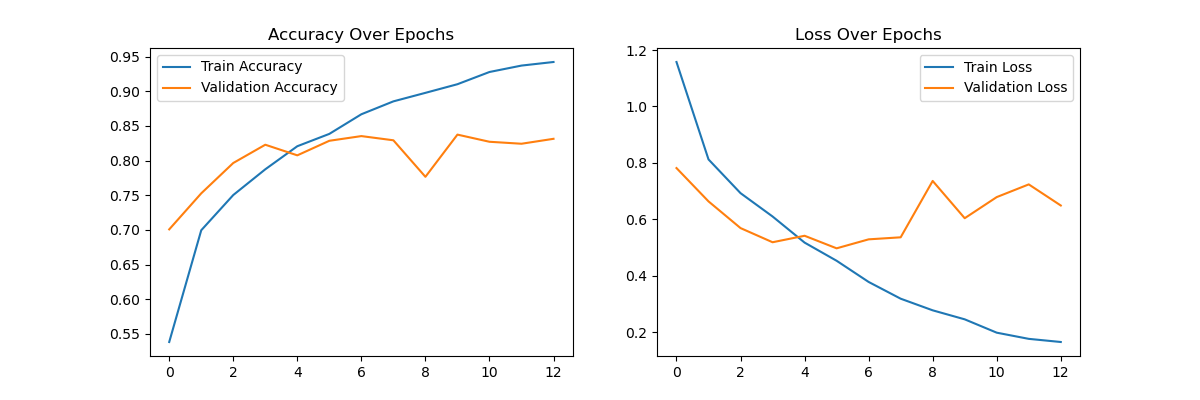 Accuracy Over Epochs
Train Accuracy
Validation Accuracy
0.95
0.90
0.85
0.80
0.75
0.70
0.65
0.60
0.55
0 2 4 6 8 10 12
Loss Over Epochs
Train Loss
Validation Loss
1.2
1.0
0.8
0.6
0.4
0.2
0 2 4 6 8 10 12